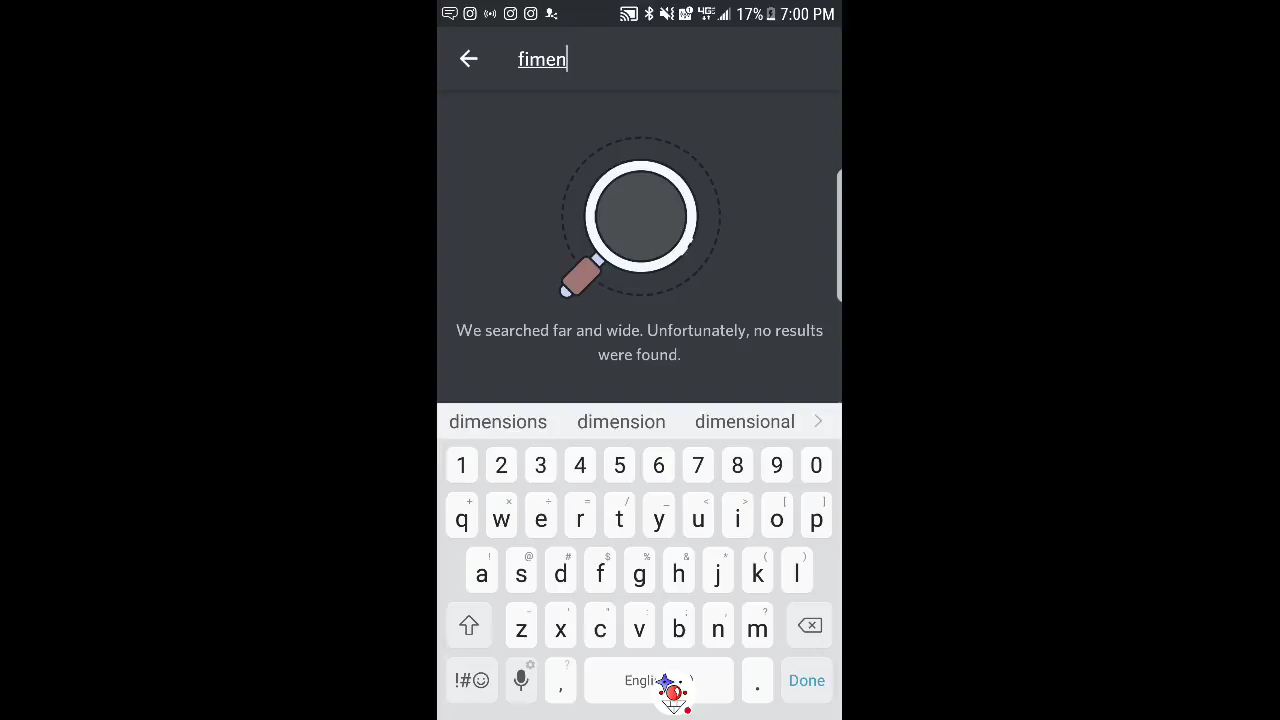 17% 7:00 PM
fimen
We searched far and wide. Unfortunately, no results
were found.
dimensions dimension dimensional
1 2 3 4 5 6 7 8 9 0
+ × ÷ = / _ < > [ ]
q w e r t y u i o p
! @ # $ % & * ( )
a s d f g h j k l
- ' " : ; , ?
z x c v b n m
!#☺ , ? . Done